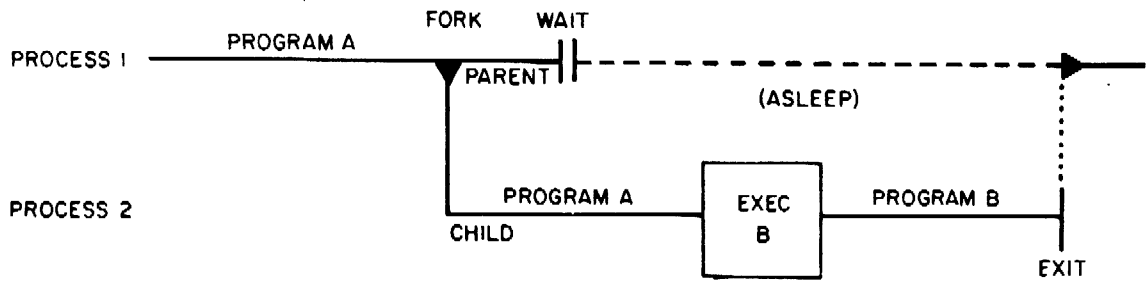 FORK WAIT
PROGRAM A
PROCESS 1
PARENT
(ASLEEP)
PROGRAM A
EXEC
B
PROGRAM B
PROCESS 2
CHILD
EXIT